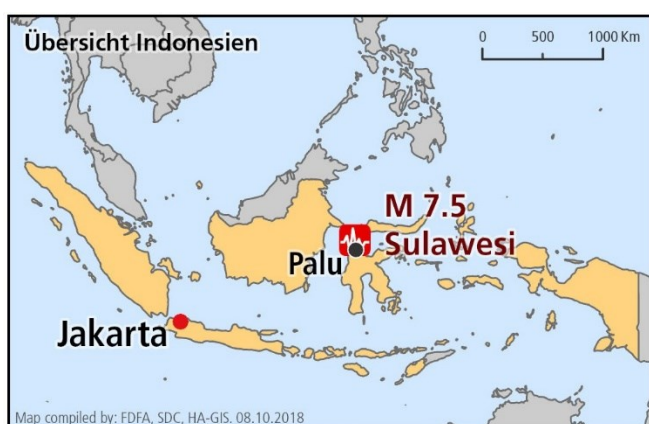 Übersicht Indonesien
0 500 1000 Km
M 7.5
Sulawesi
Palu
Jakarta
Map compiled by: FDFA, SDC, HA-GIS. 08.10.2018